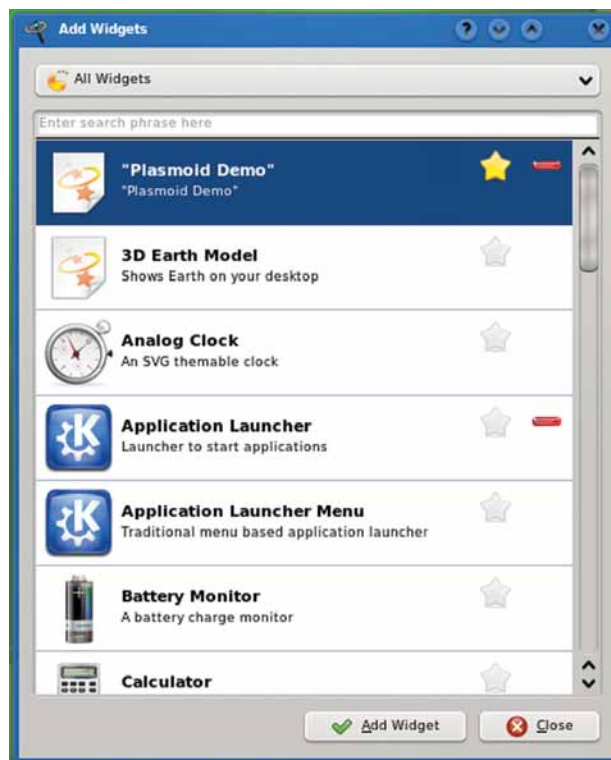 Add Widgets
All Widgets
Enter search phrase here
"Plasmoid Demo"
"Plasmoid Demo"
3D Earth Model
Shows Earth on your desktop
Analog Clock
An SVG themable clock
Application Launcher
Launcher to start applications
Application Launcher Menu
Traditional menu based application launcher
Battery Monitor
A battery charge monitor
Calculator
Add Widget
Close